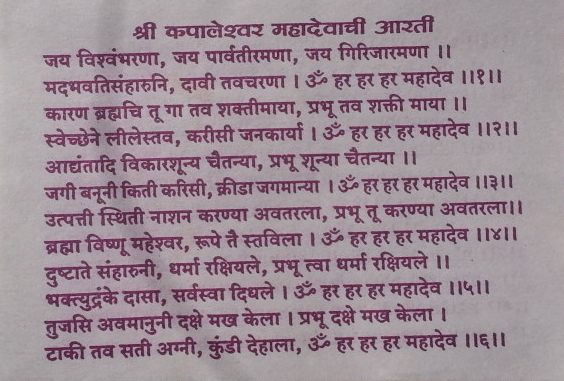 श्री कपालेश्वर महादेवाची आरती
जय विश्वंभरणा, जय पार्वतीरमणा, जय गिरिजारमणा ।।
मदभवतिसंहारुनि, दावी तवचरणा । ॐ हर हर हर महादेव ।।१।।
कारण ब्रह्मचि तू गा तव शक्तीमाया, प्रभू तव शक्ती माया ।।
स्वेच्छेने लीलेस्तव, करीसी जनकार्या । ॐ हर हर हर महादेव ।।२।।
आद्यंतादि विकारशून्य चैतन्या, प्रभू शून्या चैतन्या ।।
जगी बनूनी किती करिसी, क्रीडा जगमान्या । ॐ हर हर हर महादेव ।।३।।
उत्पत्ती स्थिती नाशन करण्या अवतरला, प्रभू तू करण्या अवतरला।।
ब्रह्मा विष्णू महेश्वर, रूपे तै स्तविला । ॐ हर हर हर महादेव ।।४।।
दुष्टाते संहारुनी, धर्मा रक्षियले, प्रभू त्वा धर्मा रक्षियले ।।
भक्त्युद्रंके दासा, सर्वस्वा दिधले । ॐ हर हर हर महादेव ।।५।।
तुजसि अवमानुनी दक्षे मख केला । प्रभू दक्षे मख केला ।
टाकी तव सती अग्नी, कुंडी देहाला, ॐ हर हर हर महादेव ।।६।।